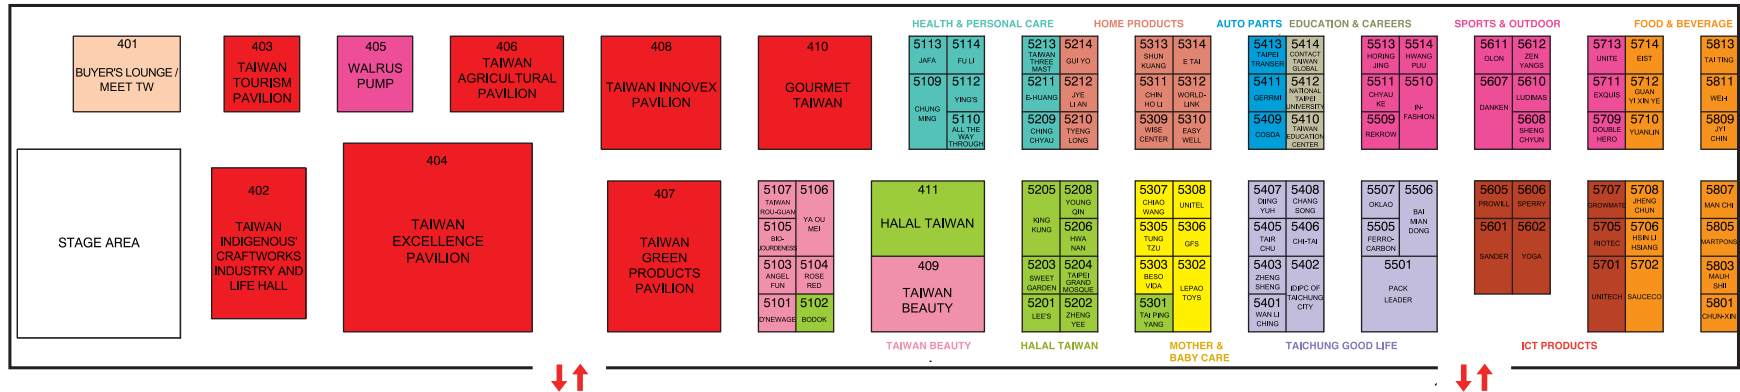 HEALTH & PERSONAL CARE
HOME PRODUCTS
AUTO PARTS
EDUCATION & CAREERS
SPORTS & OUTDOOR
FOOD & BEVERAGE
401
BUYER'S LOUNGE /
MEET TW
403
TAIWAN
TOURISM
PAVILION
405
WALRUS
PUMP
406
TAIWAN
AGRICULTURAL
PAVILION
408
TAIWAN INNOVEX
PAVILION
410
GOURMET
TAIWAN
5113
JAFA
5114
FU LI
5109
CHUNG
MING
5112
YING'S
5110
ALL THE
WAY
THROUGH
5213
TAIWAN
THREE
MAST
5214
GUI YO
5211
E-HUANG
5212
JYE
LI AN
5209
CHING
CHYAU
5210
TYENG
LONG
5313
SHUN
KUANG
5314
E TAI
5311
CHIN
HO LI
5312
WORLD-
LINK
5309
WISE
CENTER
5310
EASY
WELL
5413
TAIPEI
TRANSER
5414
CONTACT
TAIWAN
GLOBAL
5411
GERRMI
5412
NATIONAL
TAIPEI
UNIVERSITY
5409
COSDA
5410
TAIWAN
EDUCATION
CENTER
5513
HORING
JING
5514
HWANG
PUU
5511
CHYAU
KE
5510
IN-
FASHION
5509
REKROW
5611
OLON
5612
ZEN
YANGS
5607
DANKEN
5610
LUDIMAS
5608
SHENG
CHYUN
5713
UNITE
5714
EIST
5711
EXQUIS
5712
GUAN
YI XIN YE
5709
DOUBLE
HERO
5710
YUANLIN
5813
TAI TING
5811
WEIH
5809
JYI
CHIN
STAGE AREA
402
TAIWAN
INDIGENOUS'
CRAFTWORKS
INDUSTRY AND
LIFE HALL
404
TAIWAN
EXCELLENCE
PAVILION
407
TAIWAN
GREEN
PRODUCTS
PAVILION
5107
TAIWAN
ROU-GUAN
5106
YA OU
MEI
5105
BIO-
JOURDENESS
5103
ANGEL
FUN
5104
ROSE
RED
5101
D'NEWAGE
5102
BODOK
411
HALAL TAIWAN
409
TAIWAN
BEAUTY
5205
KING
KUNG
5208
YOUNG
QIN
5206
HWA
NAN
5203
SWEET
GARDEN
5204
TAIPEI
GRAND
MOSQUE
5201
LEE'S
5202
ZHENG
YEE
5307
CHIAO
WANG
5308
UNITEL
5305
TUNG
TZU
5306
GFS
5303
BESO
VIDA
5302
LEPAO
TOYS
5301
TAI PING
YANG
5407
DIING
YUH
5408
CHANG
SONG
5405
TAIR
CHU
5406
CHI-TAI
5403
ZHENG
SHENG
5402
IDIPC OF
TAICHUNG
CITY
5401
WAN LI
CHING
5507
OKLAO
5506
BAI
MIAN
DONG
5505
FERRO-
CARBON
5501
PACK
LEADER
5605
PROWILL
5606
SPERRY
5601
SANDER
5602
YOGA
5707
GROWMATE
5708
JHENG
CHUN
5705
RIOTEC
5706
HSIN LI
HSIANG
5701
UNITECH
5702
SAUCECO
5807
MAN CHI
5805
MARTPONS
5803
MAUH
SHII
5801
CHUN-XIN
TAIWAN BEAUTY
HALAL TAIWAN
MOTHER &
BABY CARE
TAICHUNG GOOD LIFE
ICT PRODUCTS